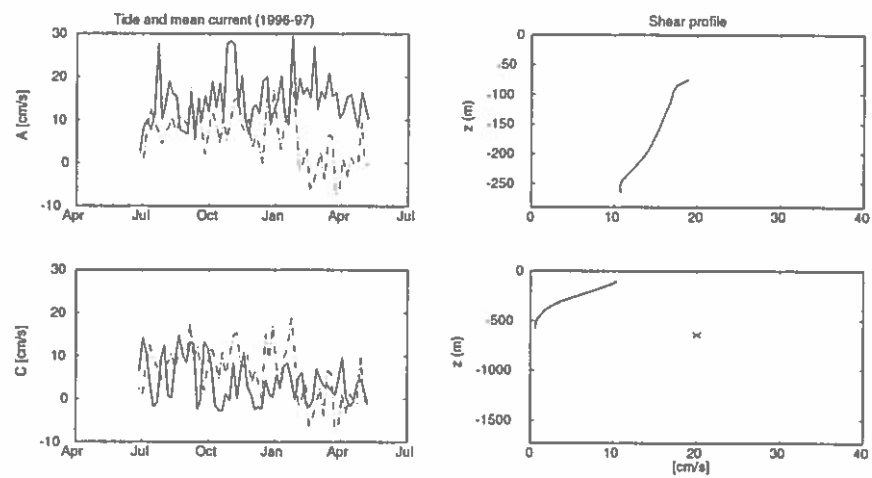 Tide and mean current (1996-97)
Shear profile
30
20
10
0
-10
A [cm/s]
Apr
Jul
Oct
Jan
Apr
Jul
0
-50
-100
-150
-200
-250
z (m)
0
10
20
30
40
30
20
10
0
-10
C [cm/s]
Apr
Jul
Oct
Jan
Apr
Jul
0
-500
-1000
-1500
z (m)
0
10
20
30
40
[cm/s]